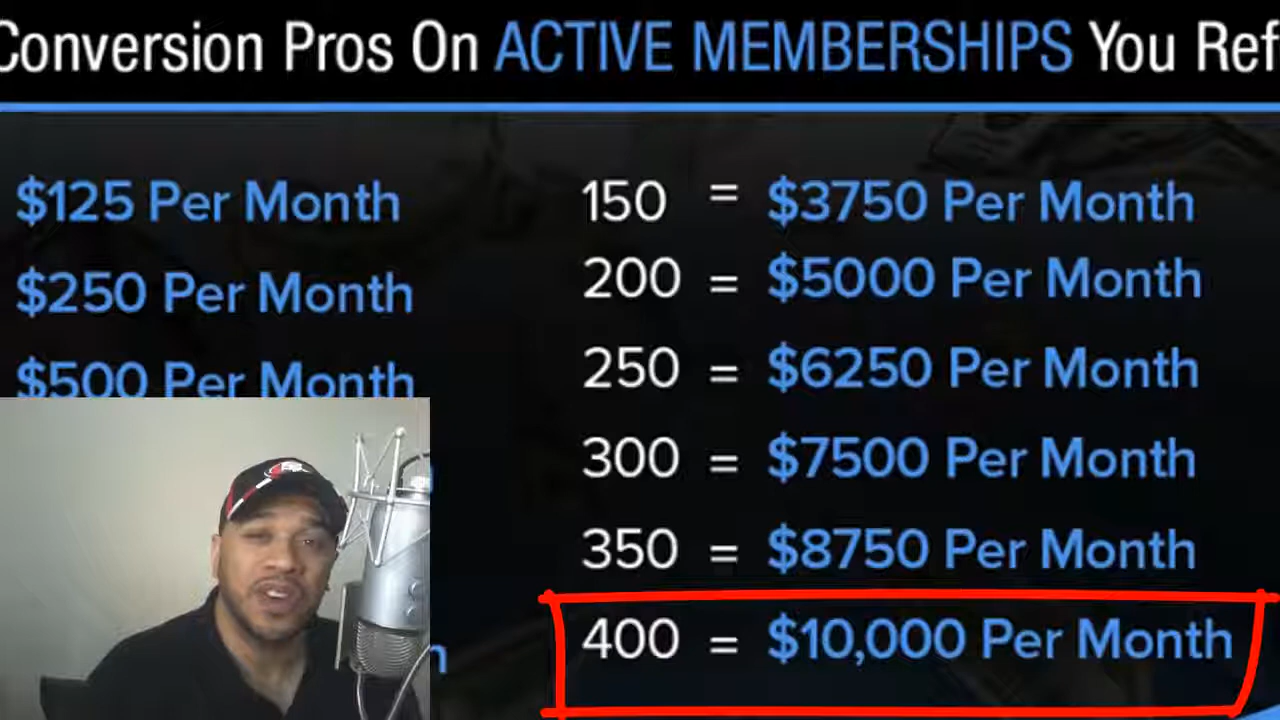 Conversion Pros On ACTIVE MEMBERSHIPS You Ref
$125 Per Month
$250 Per Month
$500 Per Month
150 = $3750 Per Month
200 = $5000 Per Month
250 = $6250 Per Month
300 = $7500 Per Month
350 = $8750 Per Month
400 = $10,000 Per Month